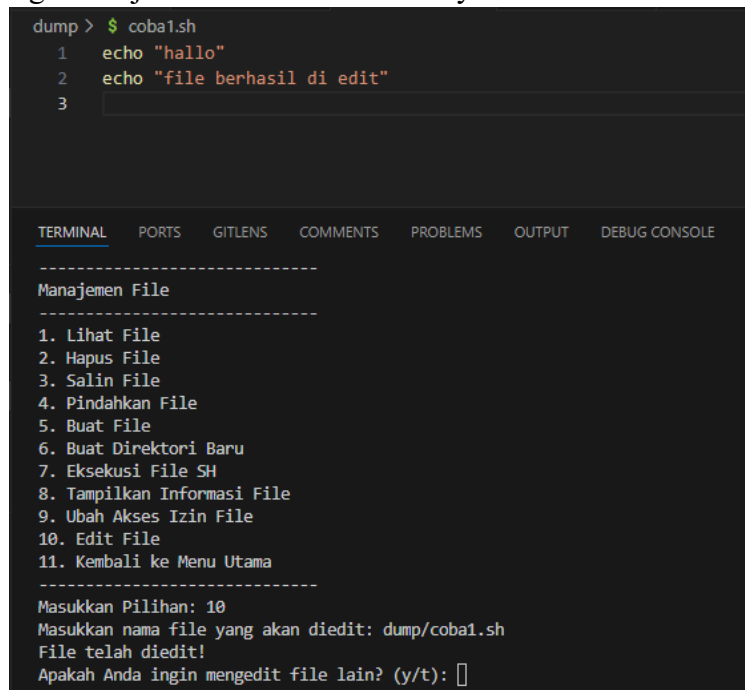 dump > $ coba1.sh
1 echo "hallo"
2 echo "file berhasil di edit"
3
TERMINAL PORTS GITLENS COMMENTS PROBLEMS OUTPUT DEBUG CONSOLE
------------------------------
Manajemen File
------------------------------
1. Lihat File
2. Hapus File
3. Salin File
4. Pindahkan File
5. Buat File
6. Buat Direktori Baru
7. Eksekusi File SH
8. Tampilkan Informasi File
9. Ubah Akses Izin File
10. Edit File
11. Kembali ke Menu Utama
------------------------------
Masukkan Pilihan: 10
Masukkan nama file yang akan diedit: dump/coba1.sh
File telah diedit!
Apakah Anda ingin mengedit file lain? (y/t):